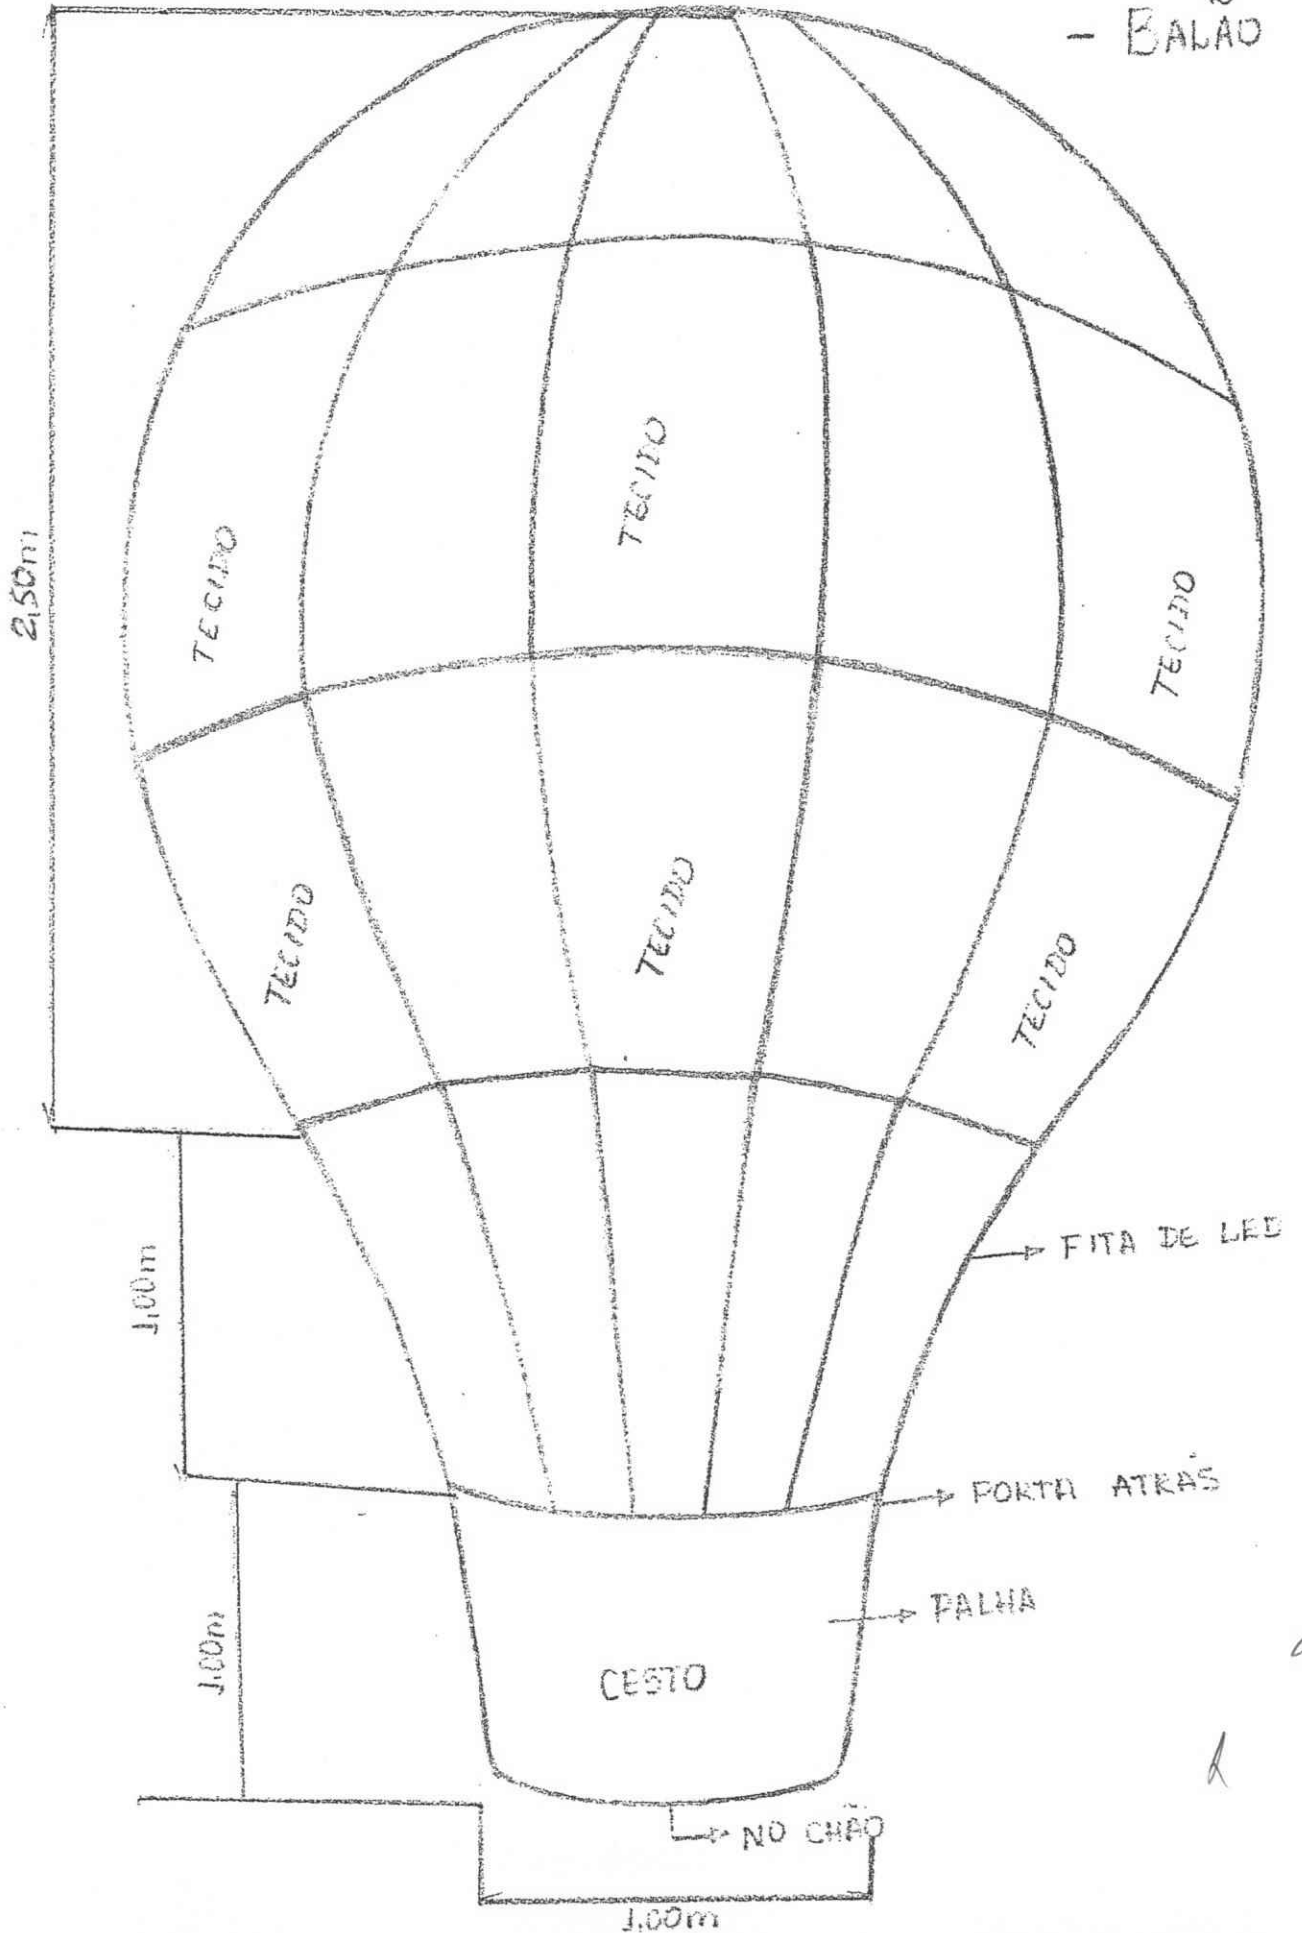 - BALÃO
2,50m
TECIDO
TECIDO
TECIDO
TECIDO
TECIDO
TECIDO
1,00m
FITA DE LED
PORTA ATRÁS
1,00m
PALHA
CESTO
NO CHÃO
1,00m